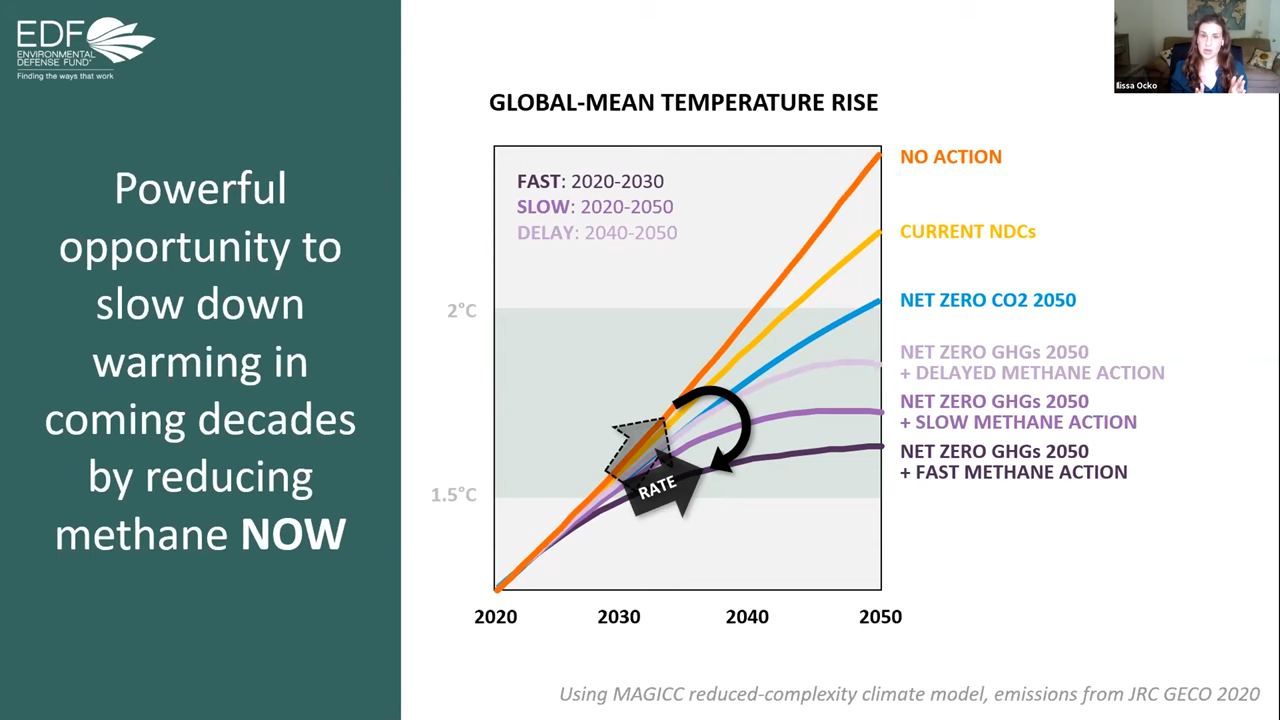 EDF
ENVIRONMENTAL
DEFENSE FUND®
Finding the ways that work
Powerful
opportunity to
slow down
warming in
coming decades
by reducing
methane NOW
GLOBAL-MEAN TEMPERATURE RISE
FAST: 2020-2030
SLOW: 2020-2050
DELAY: 2040-2050
2°C
1.5°C
RATE
2020 2030 2040 2050
NO ACTION
CURRENT NDCs
NET ZERO CO2 2050
NET ZERO GHGs 2050
+ DELAYED METHANE ACTION
NET ZERO GHGs 2050
+ SLOW METHANE ACTION
NET ZERO GHGs 2050
+ FAST METHANE ACTION
Using MAGICC reduced-complexity climate model, emissions from JRC GECO 2020
Ilissa Ocko